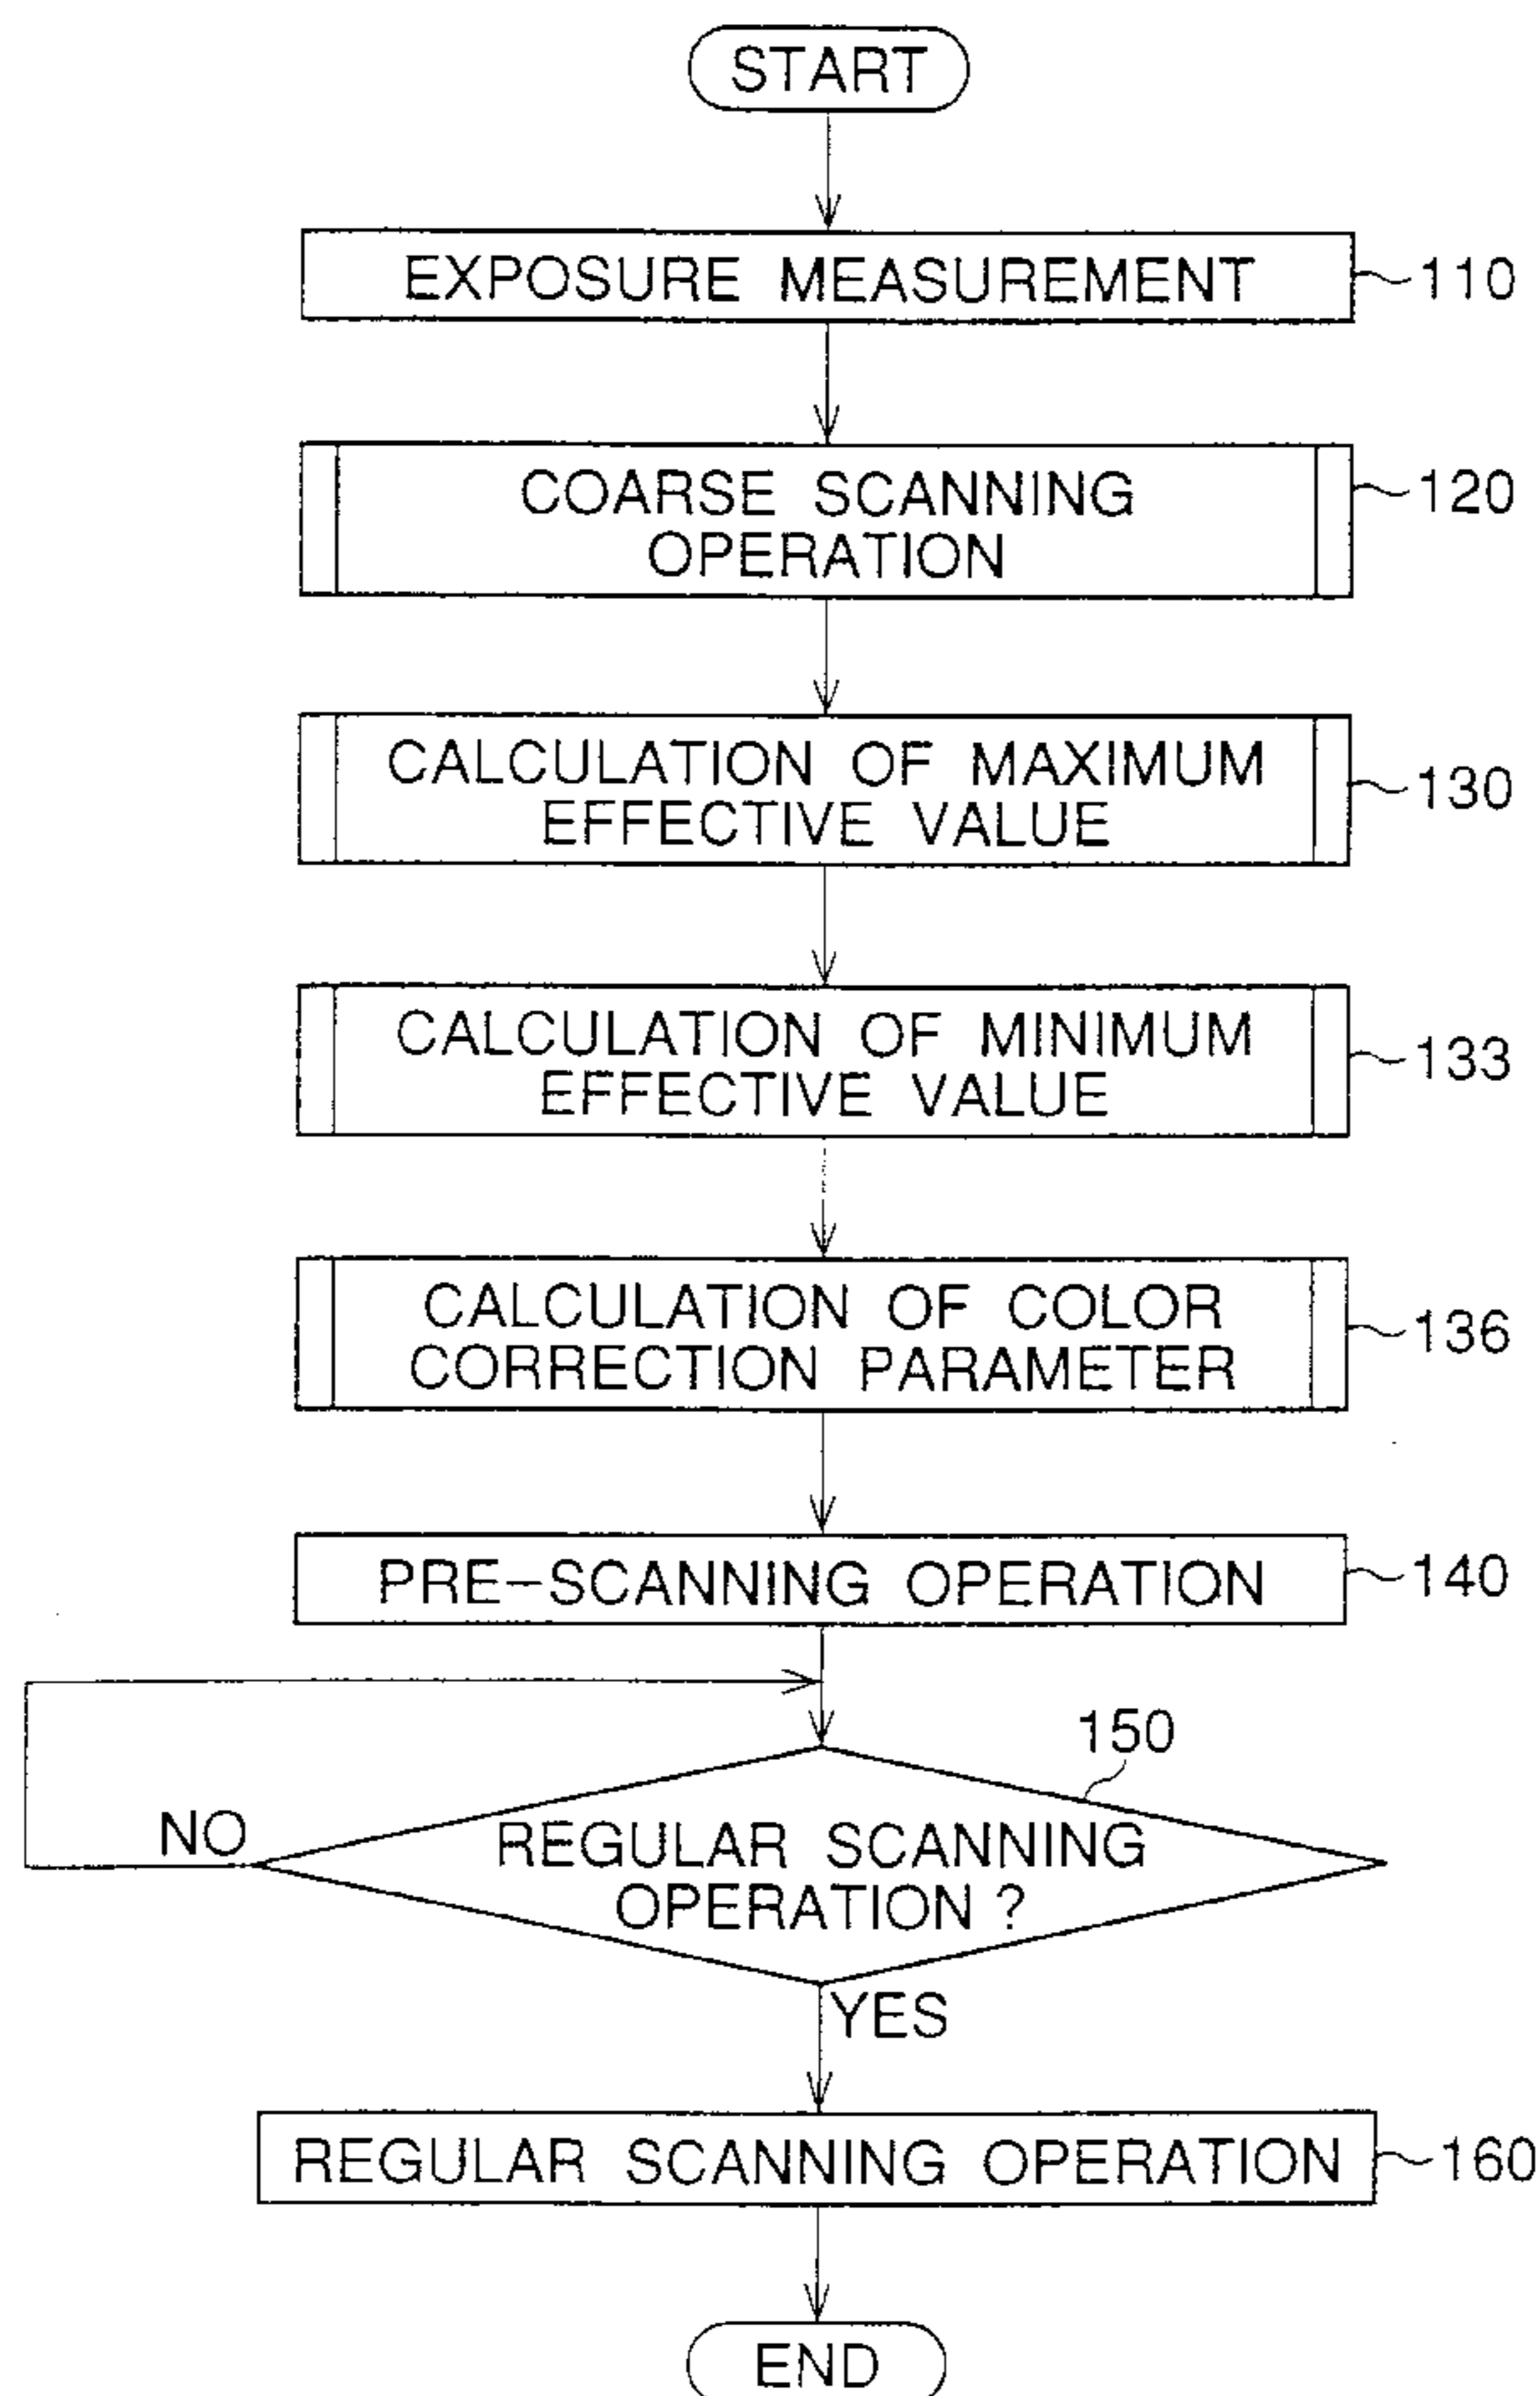 START
EXPOSURE MEASUREMENT
110
COARSE SCANNING
OPERATION
120
CALCULATION OF MAXIMUM
EFFECTIVE VALUE
130
CALCULATION OF MINIMUM
EFFECTIVE VALUE
133
CALCULATION OF COLOR
CORRECTION PARAMETER
136
PRE-SCANNING OPERATION
140
150
NO
REGULAR SCANNING
OPERATION ?
YES
REGULAR SCANNING OPERATION
160
END